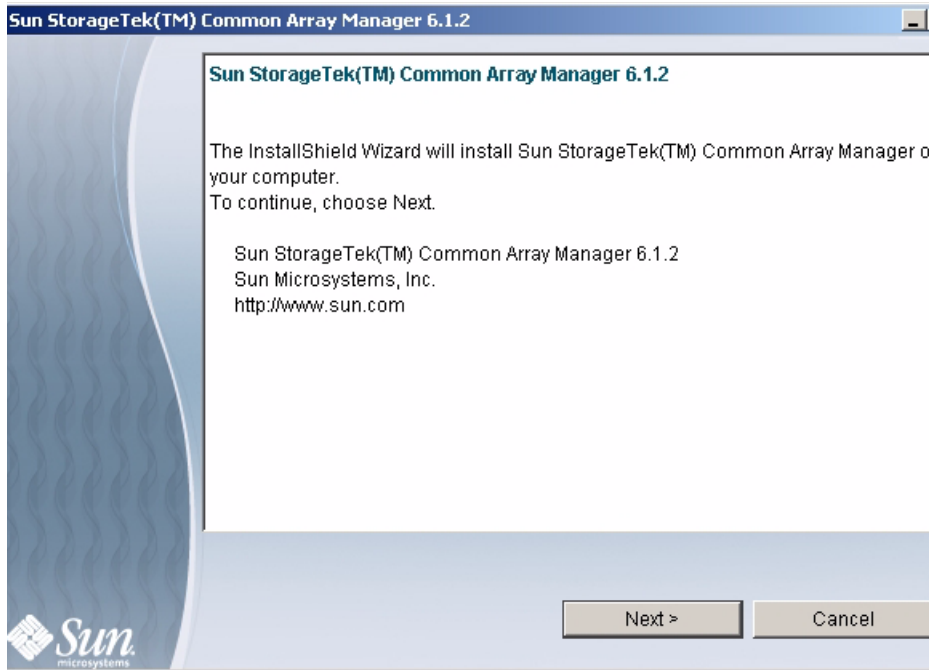 Sun StorageTek(TM) Common Array Manager 6.1.2
Sun StorageTek(TM) Common Array Manager 6.1.2
The InstallShield Wizard will install Sun StorageTek(TM) Common Array Manager o
your computer.
To continue, choose Next.
Sun StorageTek(TM) Common Array Manager 6.1.2
Sun Microsystems, Inc.
http://www.sun.com
Next >
Cancel
Sun
microsystems